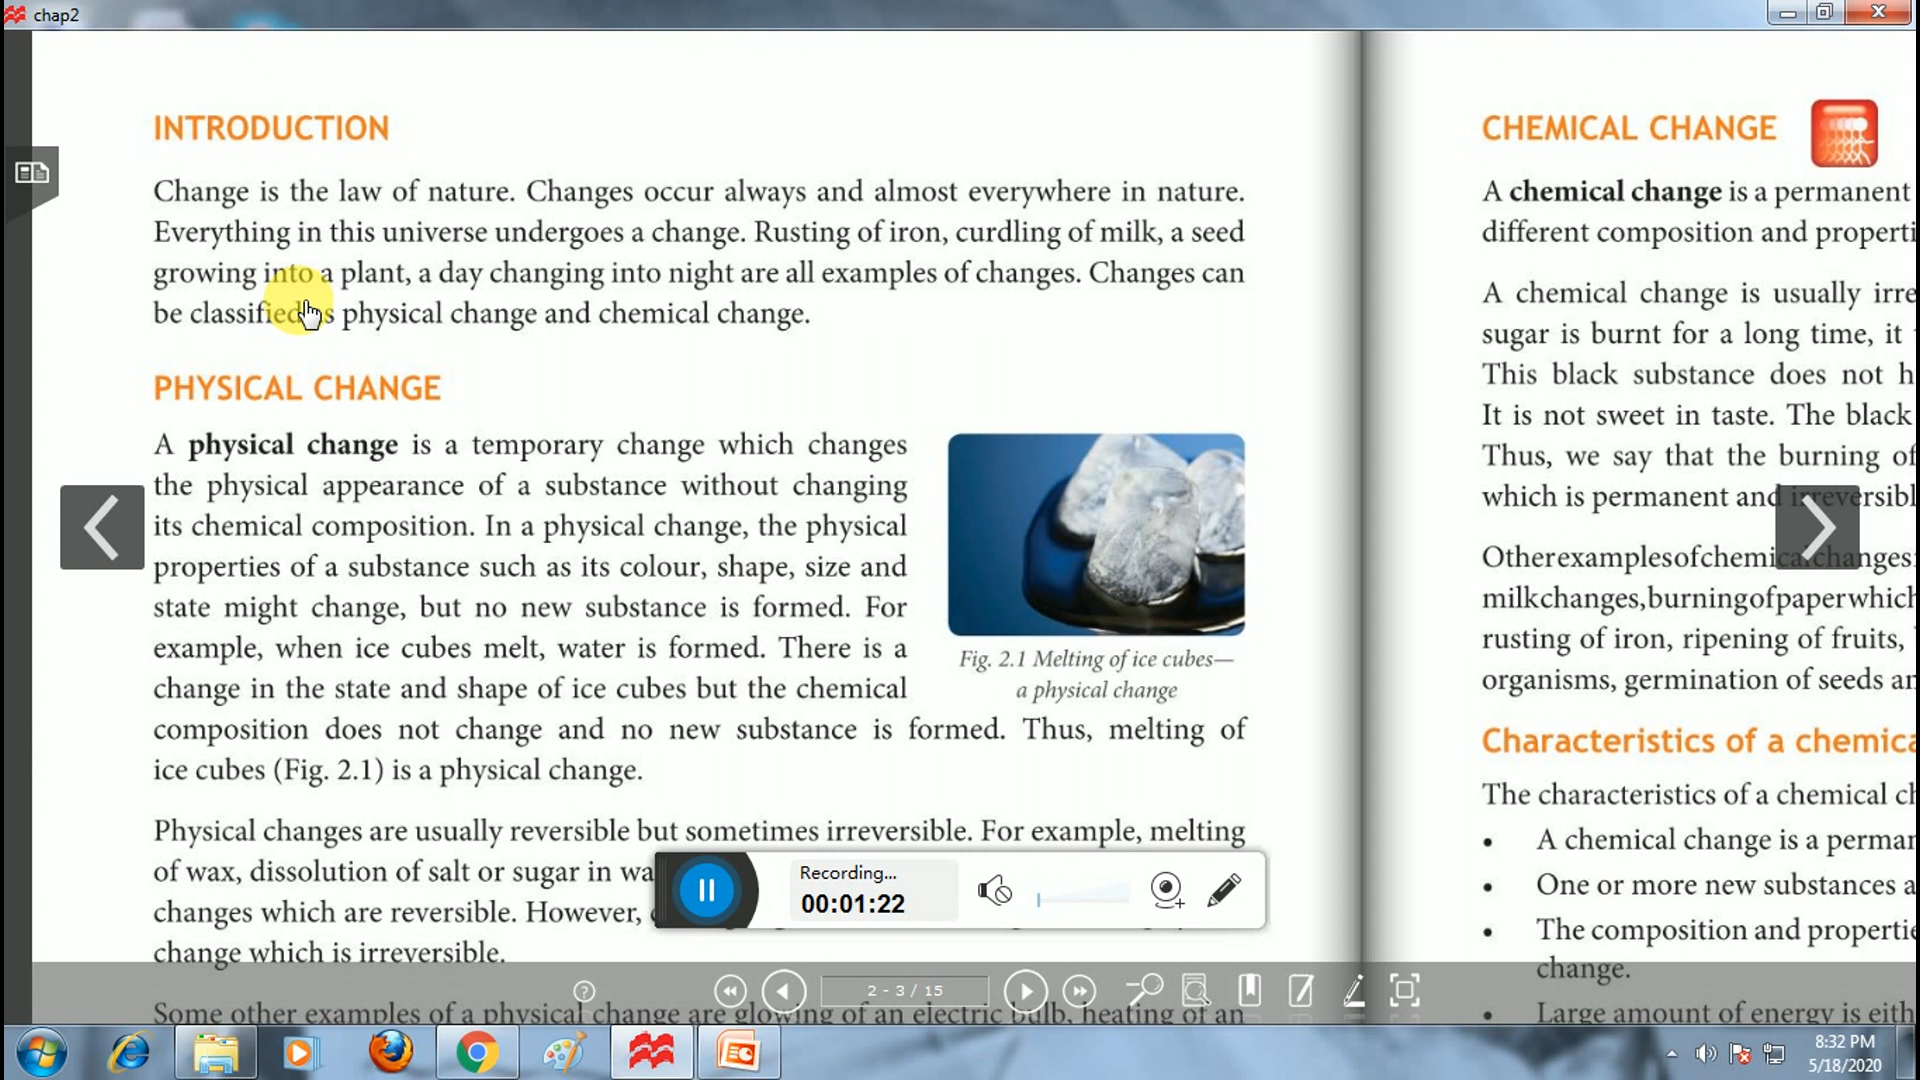 chap2
INTRODUCTION
Change is the law of nature. Changes occur always and almost everywhere in nature.
Everything in this universe undergoes a change. Rusting of iron, curdling of milk, a seed
growing into a plant, a day changing into night are all examples of changes. Changes can
be classified as physical change and chemical change.
PHYSICAL CHANGE
A physical change is a temporary change which changes
the physical appearance of a substance without changing
its chemical composition. In a physical change, the physical
properties of a substance such as its colour, shape, size and
state might change, but no new substance is formed. For
example, when ice cubes melt, water is formed. There is a
change in the state and shape of ice cubes but the chemical
composition does not change and no new substance is formed. Thus, melting of
ice cubes (Fig. 2.1) is a physical change.
Fig. 2.1 Melting of ice cubes—
a physical change
Physical changes are usually reversible but sometimes irreversible. For example, melting
of wax, dissolution of salt or sugar in wa
changes which are reversible. However,
change which is irreversible.
Some other examples of a physical change are glowing of an electric bulb, heating of an
CHEMICAL CHANGE
A chemical change is a permanent
different composition and properti
A chemical change is usually irre
sugar is burnt for a long time, it
This black substance does not h
It is not sweet in taste. The black
Thus, we say that the burning of
which is permanent and irreversibl
Other examples of chemical changes
milk changes, burning of paper which
rusting of iron, ripening of fruits,
organisms, germination of seeds an
Characteristics of a chemica
The characteristics of a chemical ch
• A chemical change is a perman
• One or more new substances a
• The composition and propertie
change.
• Large amount of energy is eith
Recording...
00:01:22
2 - 3 / 15
8:32 PM
5/18/2020